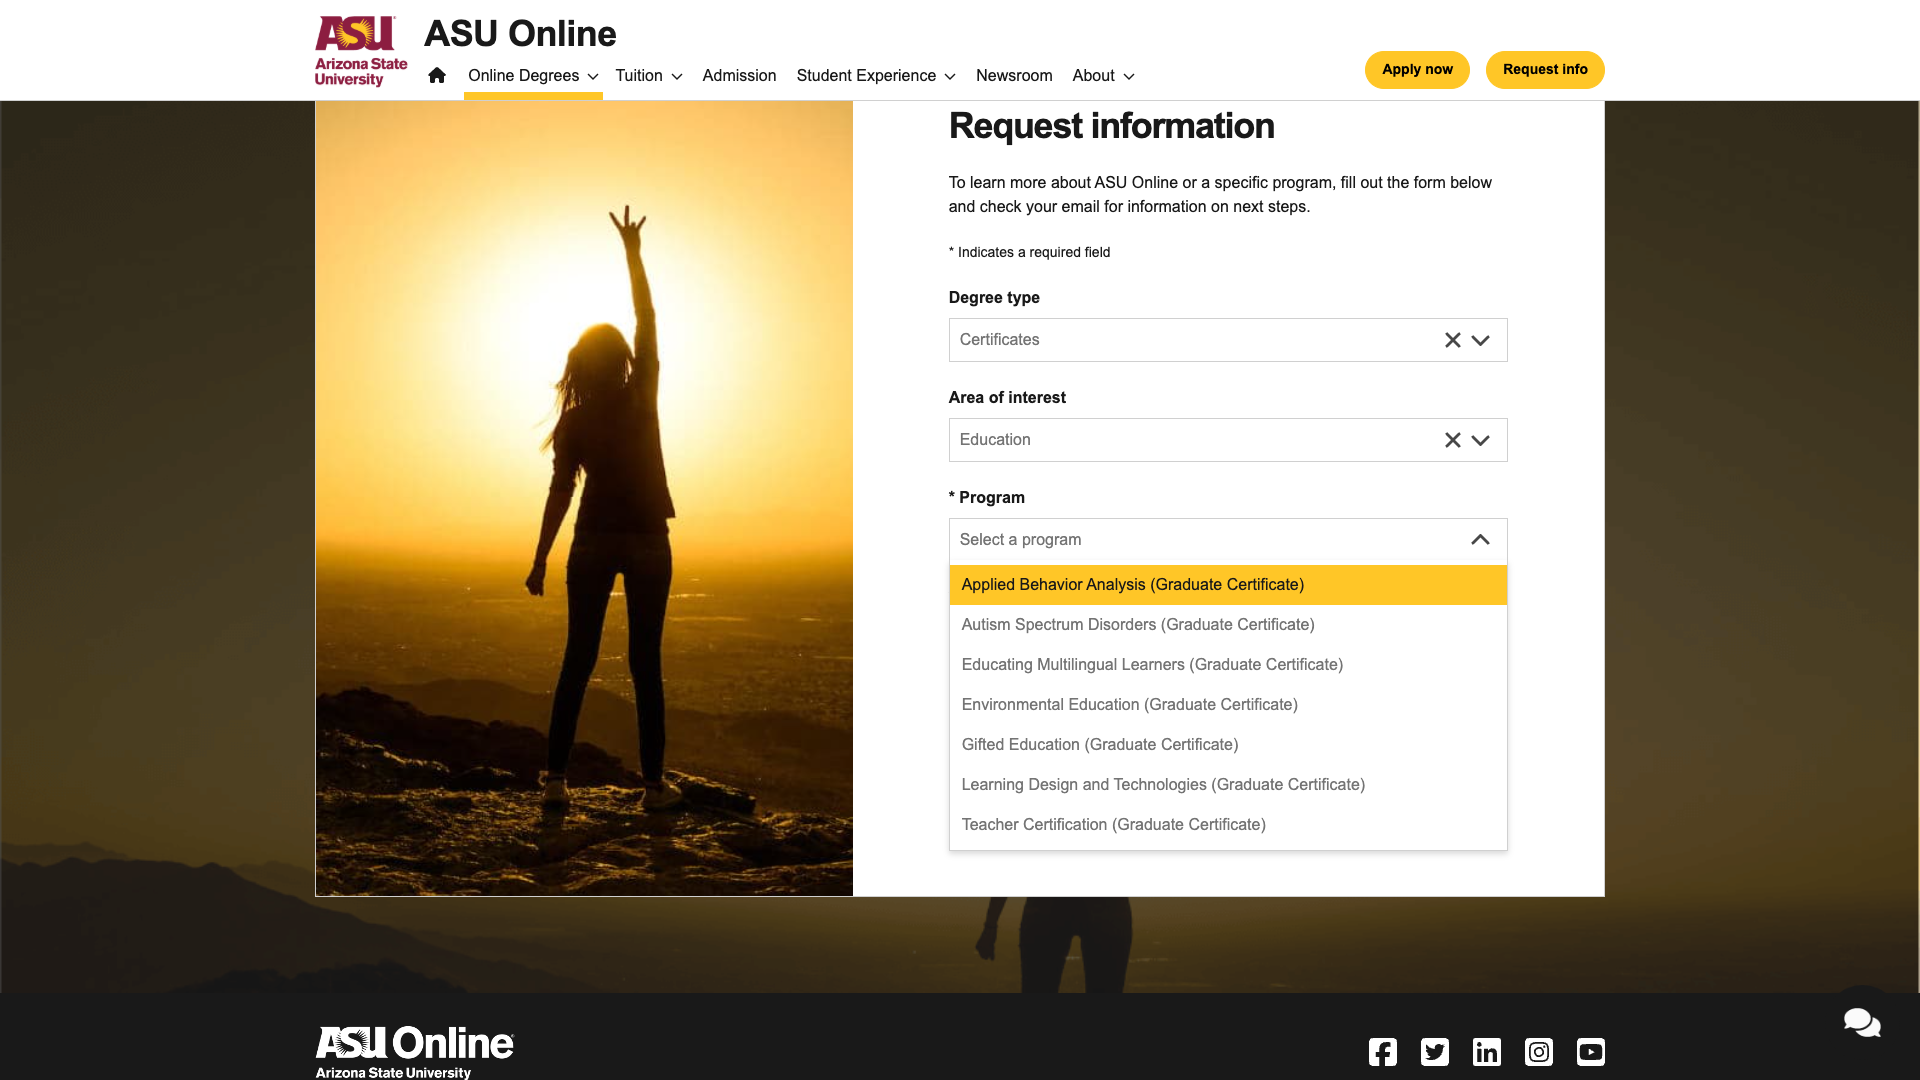 ASU
Arizona State
University
ASU Online
Online Degrees
Tuition
Admission
Student Experience
Newsroom
About
Apply now
Request info
Request information
To learn more about ASU Online or a specific program, fill out the form below
and check your email for information on next steps.
* Indicates a required field
Degree type
Certificates
Area of interest
Education
* Program
Select a program
Applied Behavior Analysis (Graduate Certificate)
Autism Spectrum Disorders (Graduate Certificate)
Educating Multilingual Learners (Graduate Certificate)
Environmental Education (Graduate Certificate)
Gifted Education (Graduate Certificate)
Learning Design and Technologies (Graduate Certificate)
Teacher Certification (Graduate Certificate)
ASU Online
Arizona State University